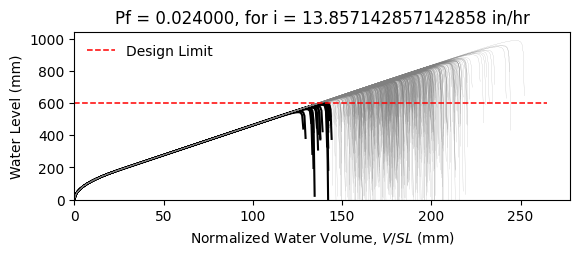 Pf = 0.024000, for i = 13.857142857142858 in/hr
Design Limit
Water Level (mm)
1000
800
600
400
200
0
0 50 100 150 200 250
Normalized Water Volume, V/SL (mm)